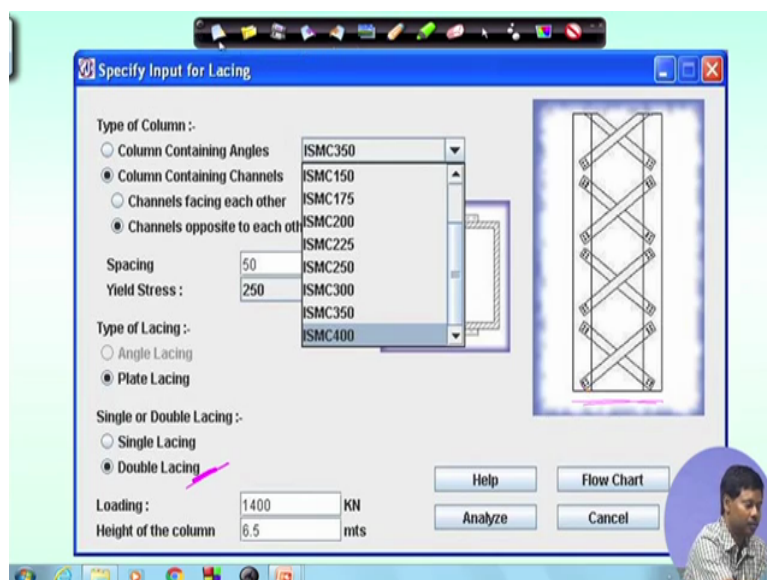 Specify Input for Lacing
Type of Column :-
Column Containing Angles
ISMC350
Column Containing Channels
ISMC150
Channels facing each other
ISMC175
Channels opposite to each oth
ISMC200
ISMC225
Spacing
50
ISMC250
Yield Stress :
250
ISMC300
ISMC350
Type of Lacing :-
ISMC400
Angle Lacing
Plate Lacing
Single or Double Lacing :-
Single Lacing
Double Lacing
Help
Flow Chart
Loading :
1400
KN
Analyze
Cancel
Height of the column
6.5
mts